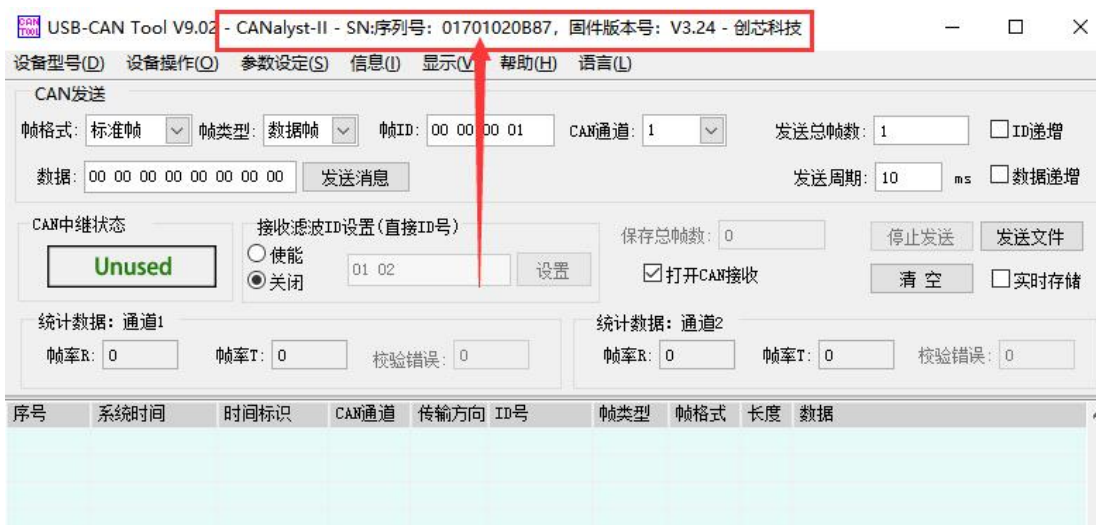 USB-CAN Tool V9.02 - CANalyst-II - SN:序列号：01701020B87，固件版本号：V3.24 - 创芯科技
设备型号(D) 设备操作(O) 参数设定(S) 信息(I) 显示(V) 帮助(H) 语言(L)
CAN发送
帧格式: 标准帧 帧类型: 数据帧 帧ID: 00 00 00 01 CAN通道: 1 发送总帧数: 1 ID递增
数据: 00 00 00 00 00 00 00 00 发送消息 发送周期: 10 ms 数据递增
CAN中继状态 接收滤波ID设置(直接ID号) 保存总帧数: 0 停止发送 发送文件
Unused 使能
关闭 01 02 设置 打开CAN接收 清 空 实时存储
统计数据：通道1 统计数据：通道2
帧率R: 0 帧率T: 0 校验错误: 0 帧率R: 0 帧率T: 0 校验错误: 0
序号 系统时间 时间标识 CAN通道 传输方向 ID号 帧类型 帧格式 长度 数据